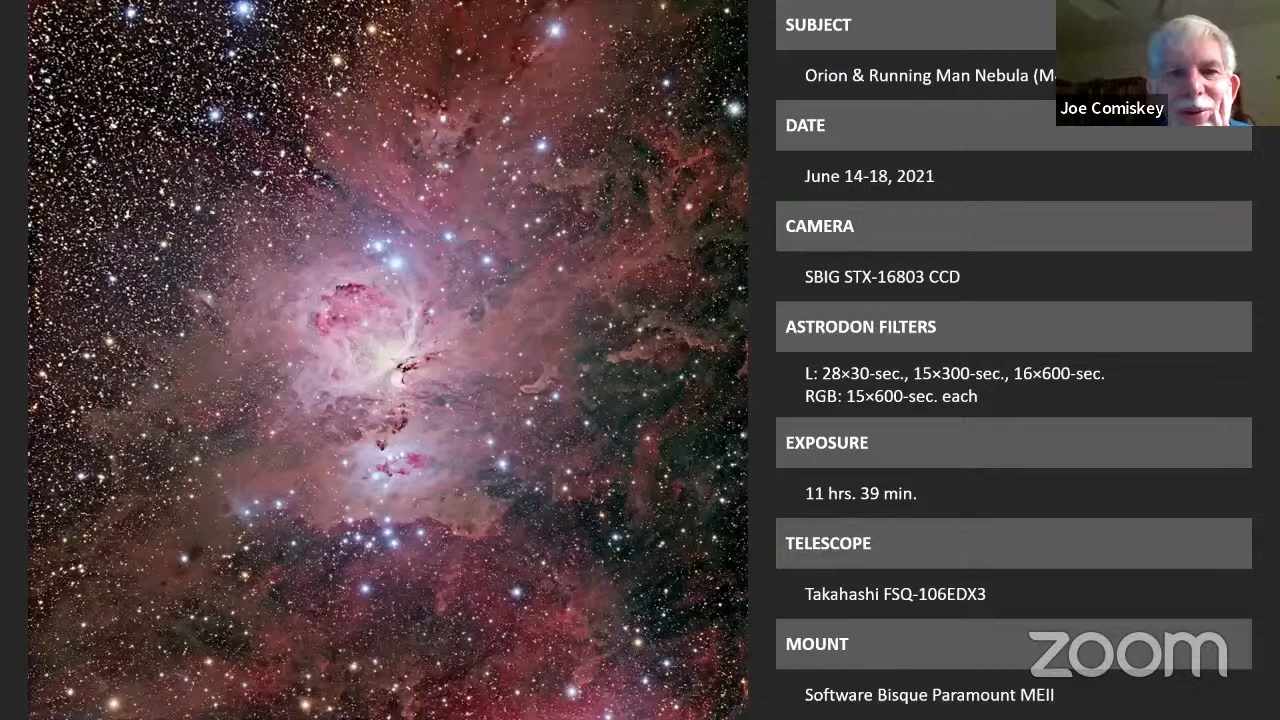 SUBJECT
Orion & Running Man Nebula
Joe Comiskey
DATE
June 14-18, 2021
CAMERA
SBIG STX-16803 CCD
ASTRODON FILTERS
L: 28×30-sec., 15×300-sec., 16×600-sec.
RGB: 15×600-sec. each
EXPOSURE
11 hrs. 39 min.
TELESCOPE
Takahashi FSQ-106EDX3
MOUNT
zoom
Software Bisque Paramount MEII